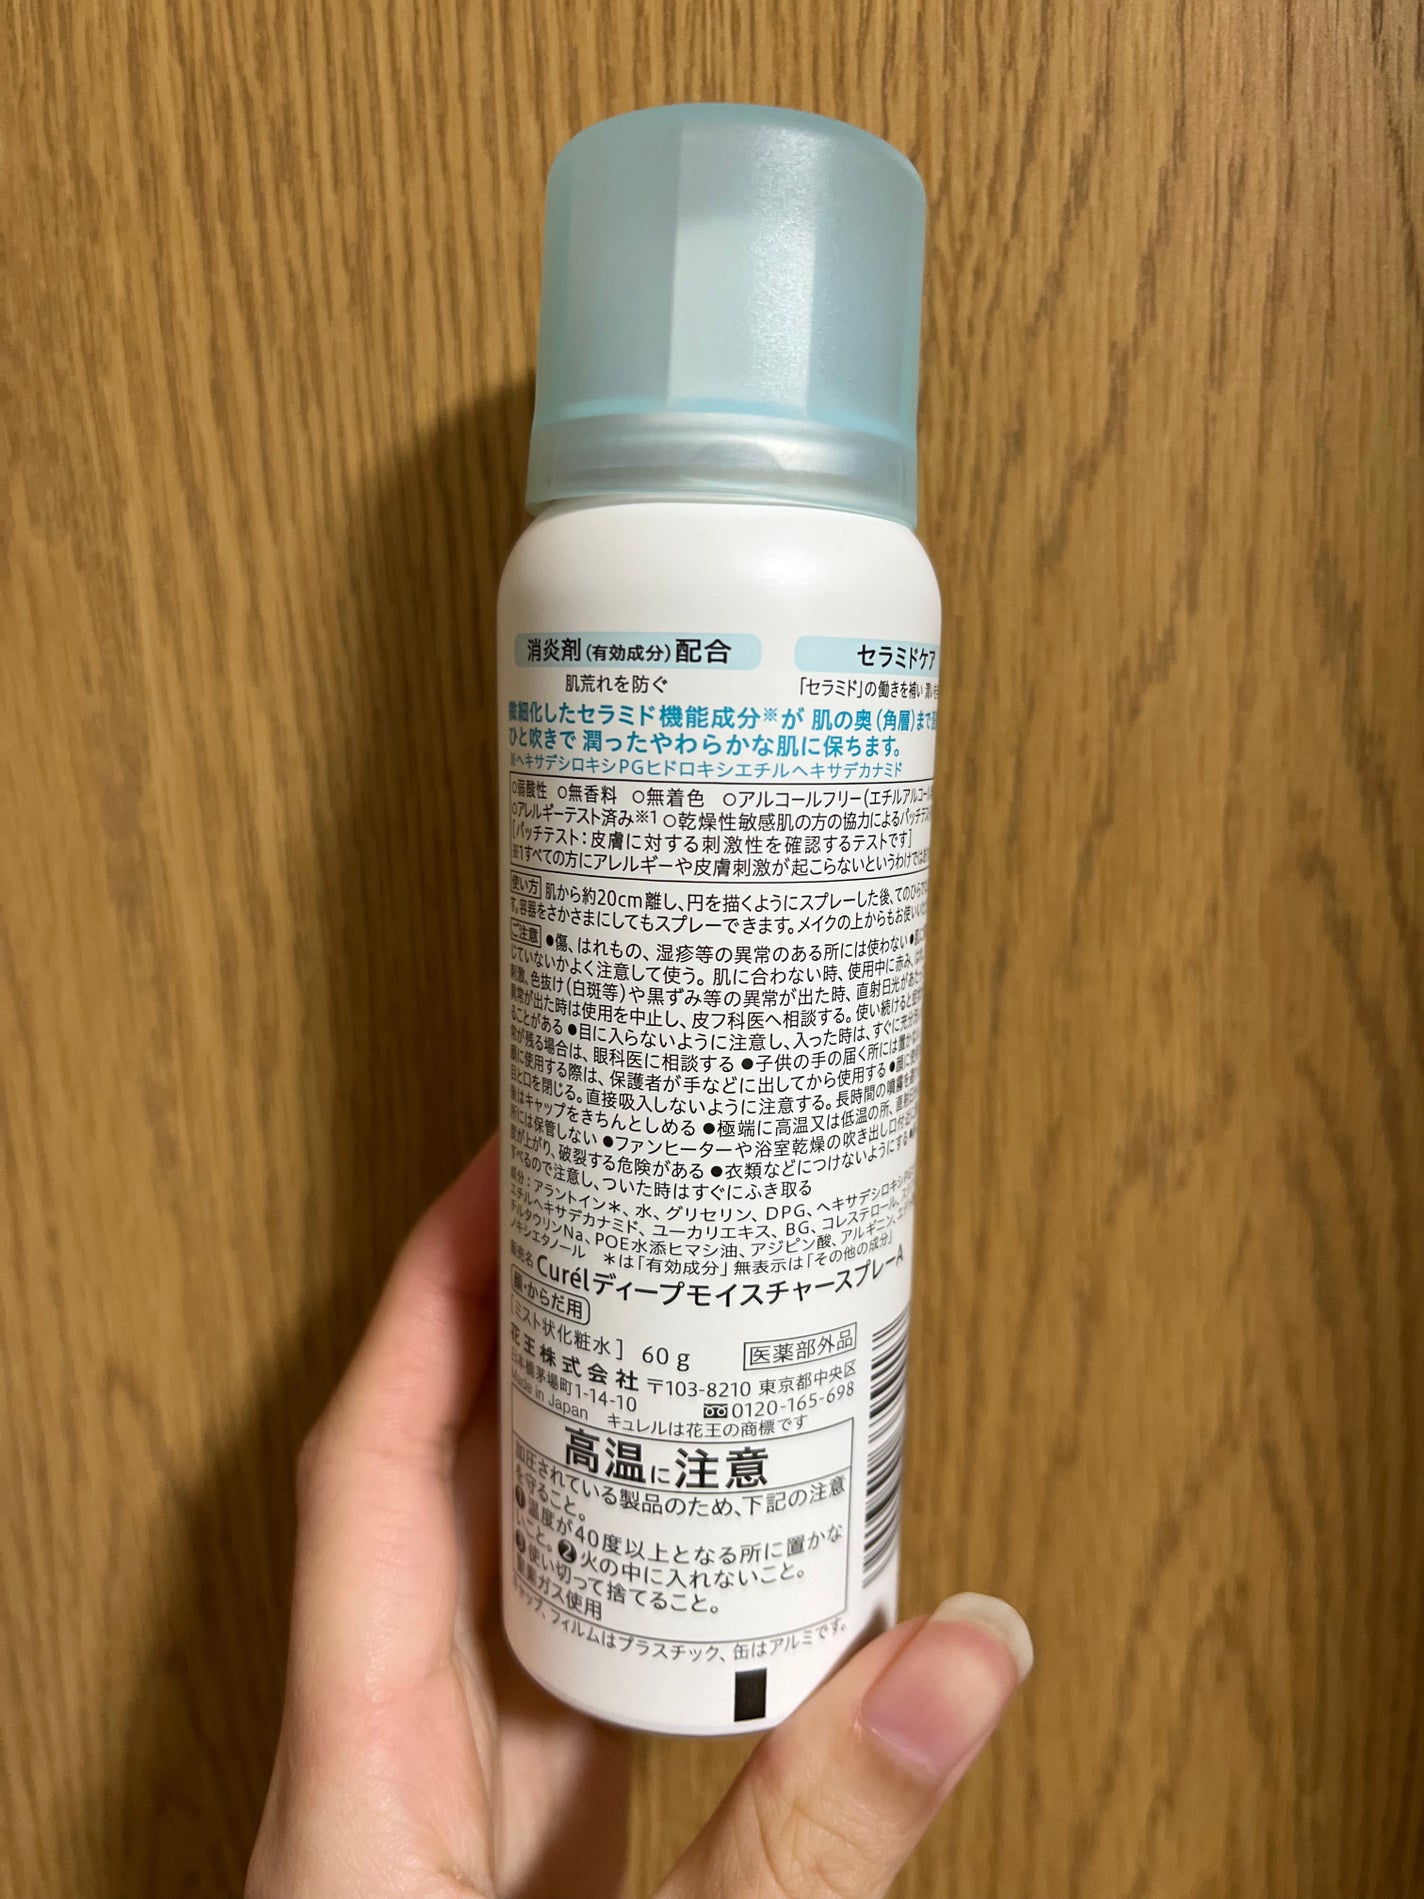 消炎剤(有効成分)配合
肌荒れを防ぐ
セラミドケア
「セラミド」の働きを補い 潤い
微細化したセラミド機能成分※が 肌の奥(角層)まで
ひと吹きで 潤ったやわらかな肌に保ちます。
※ヘキサデシロキシPGヒドロキシエチルヘキサデカナミド
○弱酸性 ○無香料 ○無着色 ○アルコールフリー(エチルアルコール
○アレルギーテスト済み※1 ○乾燥性敏感肌の方の協力によるパッチテスト
[パッチテスト:皮膚に対する刺激性を確認するテストです]
※1すべての方にアレルギーや皮膚刺激が起こらないというわけでは
使い方 肌から約20cm離し、円を描くようにスプレーした後、てのひらで
す。容器をさかさまにしてもスプレーできます。メイクの上からもお使い
ご注意 ●傷、はれもの、湿疹等の異常のある所には使わない●
じていないかよく注意して使う。肌に合わない時、使用中に赤み、はれ
刺激、色抜け(白斑等)や黒ずみ等の異常が出た時、直射日光があたっ
異常が出た時は使用を中止し、皮フ科医へ相談する。使い続けると症状
ることがある ●目に入らないように注意し、入った時は、すぐに充分
常が残る場合は、眼科医に相談する ●子供の手の届く所には置かない
顔に使用する際は、保護者が手などに出してから使用する ●顔に使
目と口を閉じる。直接吸入しないように注意する。長時間の噴霧を避
後はキャップをきちんとしめる ●極端に高温又は低温の所、直射
所には保管しない ●ファンヒーターや浴室乾燥の吹き出し口付近
度が上がり、破裂する危険がある ●衣類などにつけないようにする ●
すべるので注意し、ついた時はすぐにふき取る
成分:アラントイン*、水、グリセリン、DPG、ヘキサデシロキシPG
エチルヘキサデカナミド、ユーカリエキス、BG、コレステロール、
チルタウリンNa、POE水添ヒマシ油、アジピン酸、アルギニン、
ノキシエタノール *は「有効成分」無表示は「その他の成分」
販売名 CurélディープモイスチャースプレーA
顔・からだ用
[ミスト状化粧水] 60g 医薬部外品
花王株式会社 〒103-8210 東京都中央区
日本橋茅場町1-14-10 0120-165-698
Made in Japan キュレルは花王の商標です
高温に注意
加圧されている製品のため、下記の注意
を守ること。
❶温度が40度以上となる所に置かな
いこと。❷火の中に入れないこと。
❸使い切って捨てること。
窒素ガス使用
キャップ、フィルムはプラスチック、缶はアルミです。